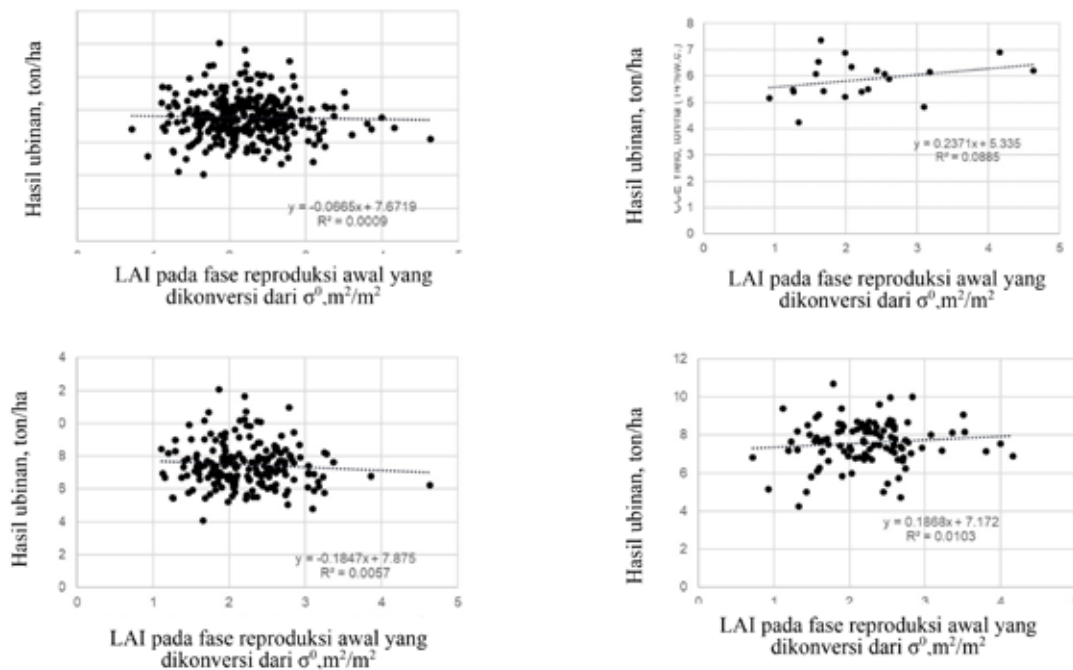 Hasil ubinan, ton/ha
y = -0.0665x + 7.6719
R² = 0.0009
1 2 3 4 5
LAI pada fase reproduksi awal yang
dikonversi dari σ⁰,m²/m²
Hasil ubinan, ton/ha
8
7
6
5
4
3
2
1
0
y = 0.2371x + 5.335
R² = 0.0885
0 1 2 3 4 5
LAI pada fase reproduksi awal yang
dikonversi dari σ⁰,m²/m²
Hasil ubinan, ton/ha
4
2
0
8
6
4
2
0
y = -0.1847x + 7.875
R² = 0.0057
0 1 2 3 4 5
LAI pada fase reproduksi awal yang
dikonversi dari σ⁰,m²/m²
Hasil ubinan, ton/ha
12
10
8
6
4
2
0
y = 0.1868x + 7.172
R² = 0.0103
1 2 3 4 5
LAI pada fase reproduksi awal yang
dikonversi dari σ⁰,m²/m²